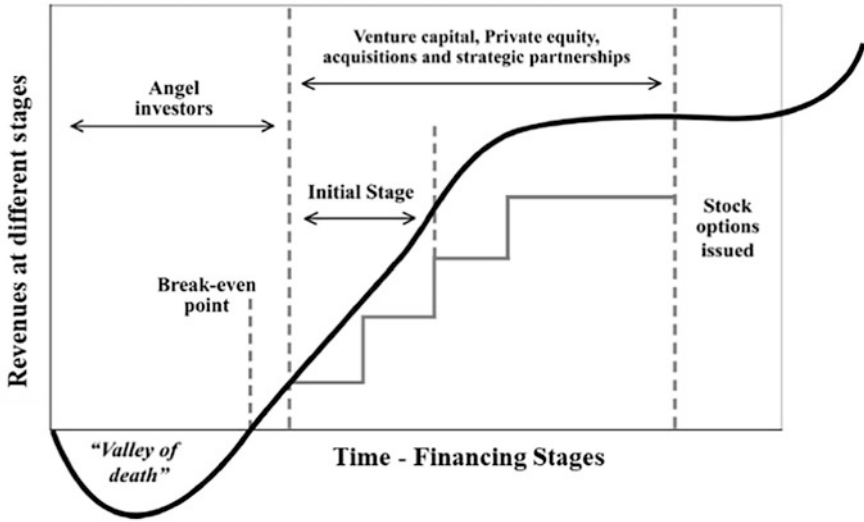 Revenues at different stages
Venture capital, Private equity,
acquisitions and strategic partnerships
Angel
investors
Initial Stage
Stock
options
issued
Break-even
point
“Valley of
death”
Time - Financing Stages